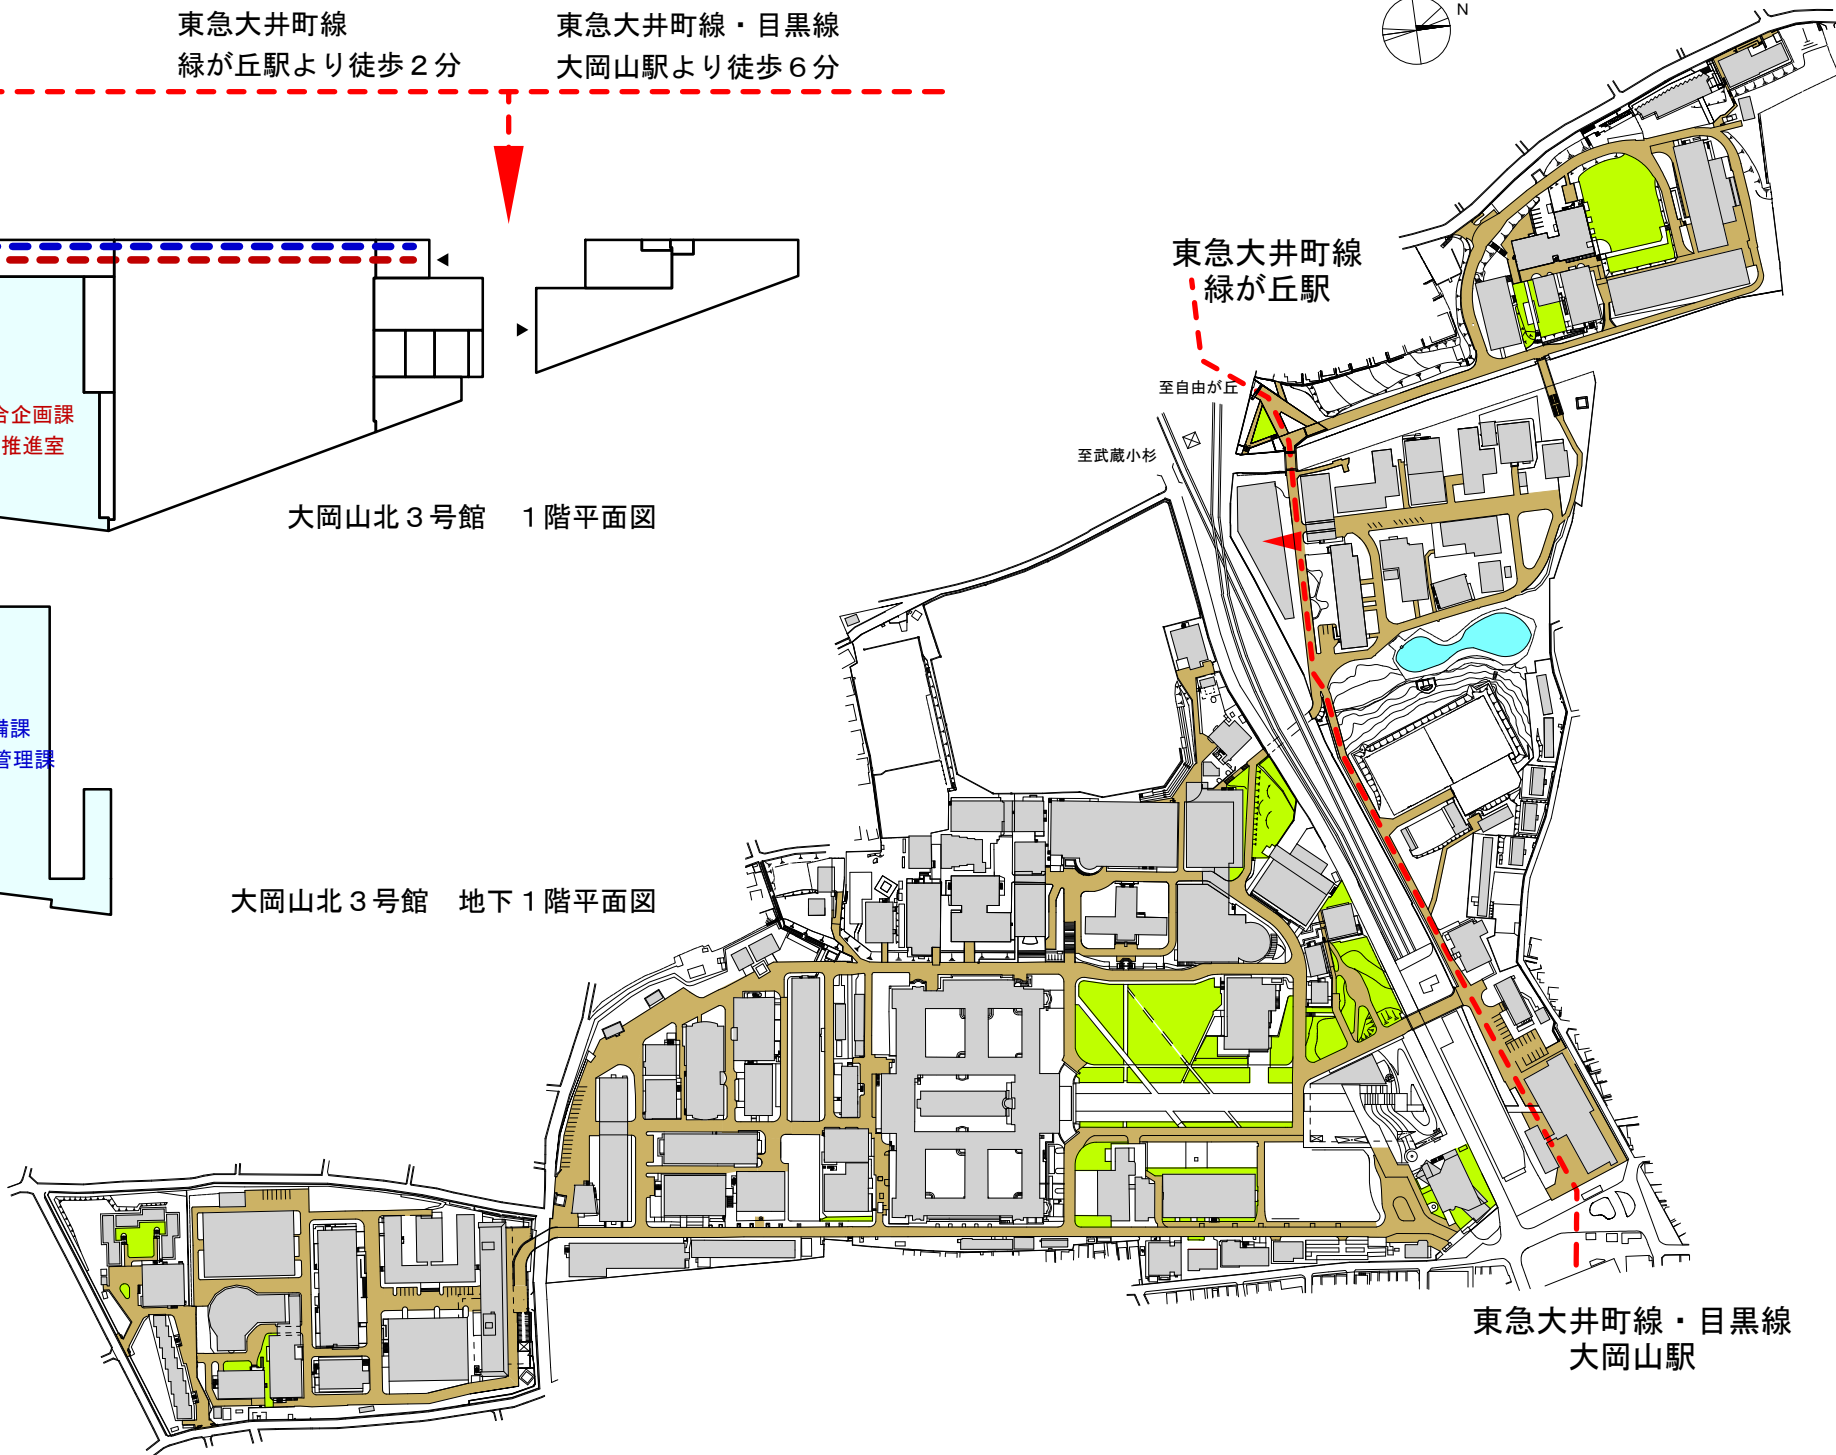 東急大井町線
緑が丘駅より徒歩２分
東急大井町線・目黒線
大岡山駅より徒歩６分
N
東急大井町線
緑が丘駅
至自由が丘
至武蔵小杉
企画課
推進室
大岡山北３号館　１階平面図
課
管理課
大岡山北３号館　地下１階平面図
東急大井町線・目黒線
大岡山駅